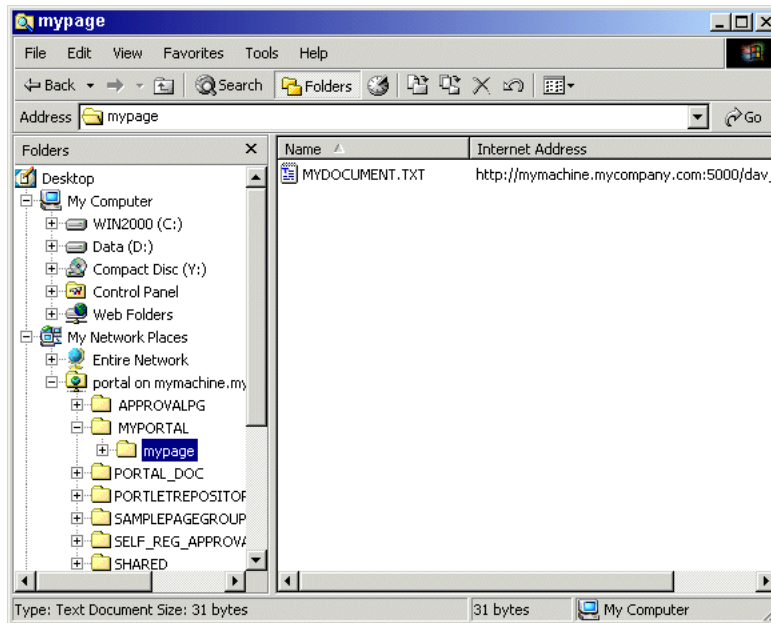 mypage
File Edit View Favorites Tools Help
Back Search Folders
Address mypage Go
Folders
Name Internet Address
Desktop
MYDOCUMENT.TXT http://mymachine.mycompany.com:5000/dav_
My Computer
WIN2000 (C:)
Data (D:)
Compact Disc (Y:)
Control Panel
Web Folders
My Network Places
Entire Network
portal on mymachine.my
APPROVALPG
MYPORTAL
mypage
PORTAL_DOC
PORTLETREPOSITOR
SAMPLEPAGEGROUP
SELF_REG_APPROVA
SHARED
Type: Text Document Size: 31 bytes 31 bytes My Computer